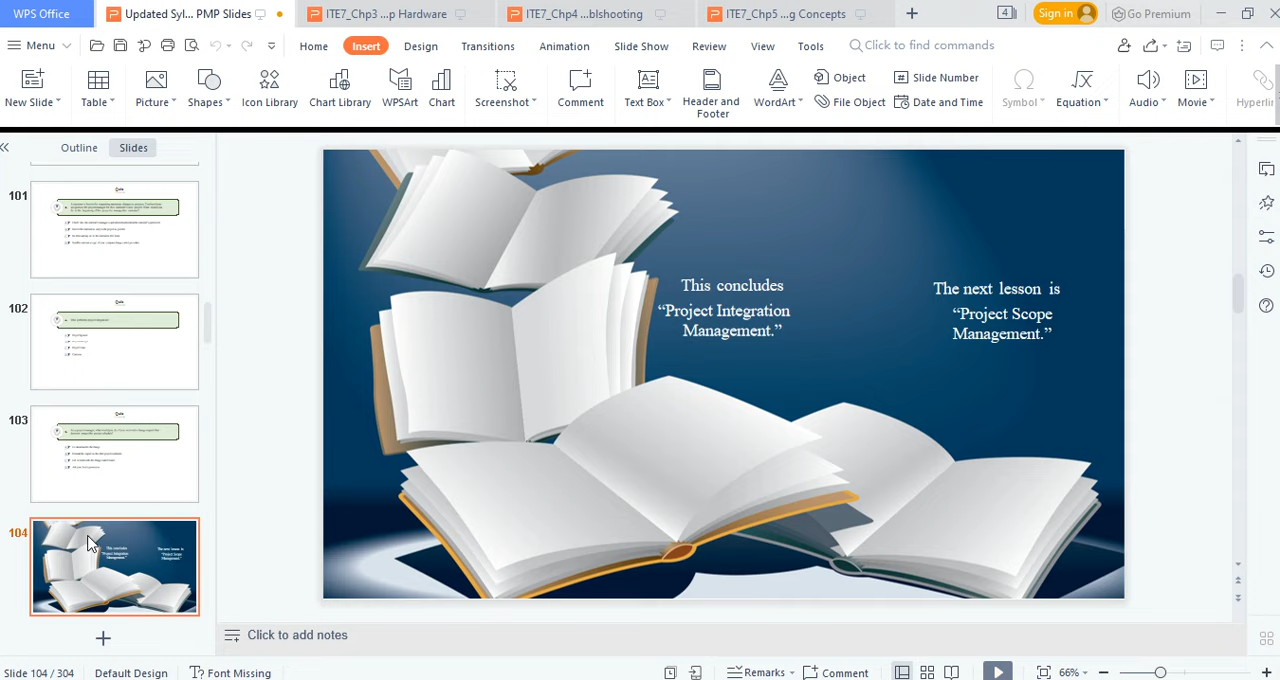 WPS Office
Updated Syl... PMP Slides
ITE7_Chp3 ...p Hardware
ITE7_Chp4 ...blshooting
ITE7_Chp5 ...g Concepts
4
Sign in
Go Premium
Menu
Home
Insert
Design
Transitions
Animation
Slide Show
Review
View
Tools
Click to find commands
New Slide
Table
Picture
Shapes
Icon Library
Chart Library
WPSArt
Chart
Screenshot
Comment
Text Box
Header and
Footer
WordArt
Object
File Object
Slide Number
Date and Time
Symbol
Equation
Audio
Movie
Hyperlin
Outline
Slides
101
102
103
104
This concludes
“Project Integration
Management.”
The next lesson is
“Project Scope
Management.”
Click to add notes
Slide 104 / 304
Default Design
Font Missing
Remarks
Comment
66%